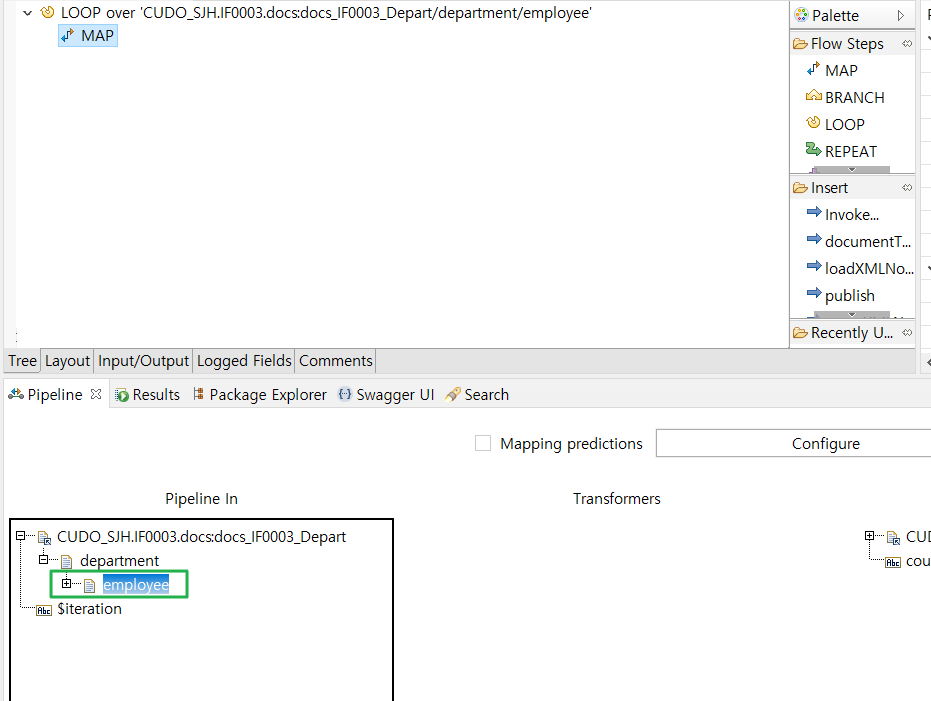 LOOP over 'CUDO_SJH.IF0003.docs:docs_IF0003_Depart/department/employee'
MAP
Palette
Flow Steps
MAP
BRANCH
LOOP
REPEAT
Insert
Invoke...
documentT...
loadXMLNo...
publish
Recently U...
Tree Layout Input/Output Logged Fields Comments
Pipeline Results Package Explorer Swagger UI Search
Mapping predictions Configure
Pipeline In Transformers
CUDO_SJH.IF0003.docs:docs_IF0003_Depart
department
employee
Abc $iteration
CUD
Abc cou